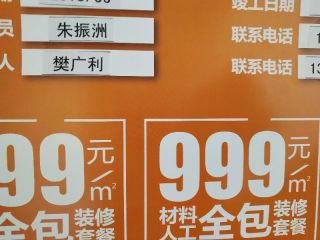 竣工日期
员 朱振洲 联系电话 1
人 樊广利 联系电话 13
99元/m² 999元/m²
全包装修套餐 材料人工全包装修套餐